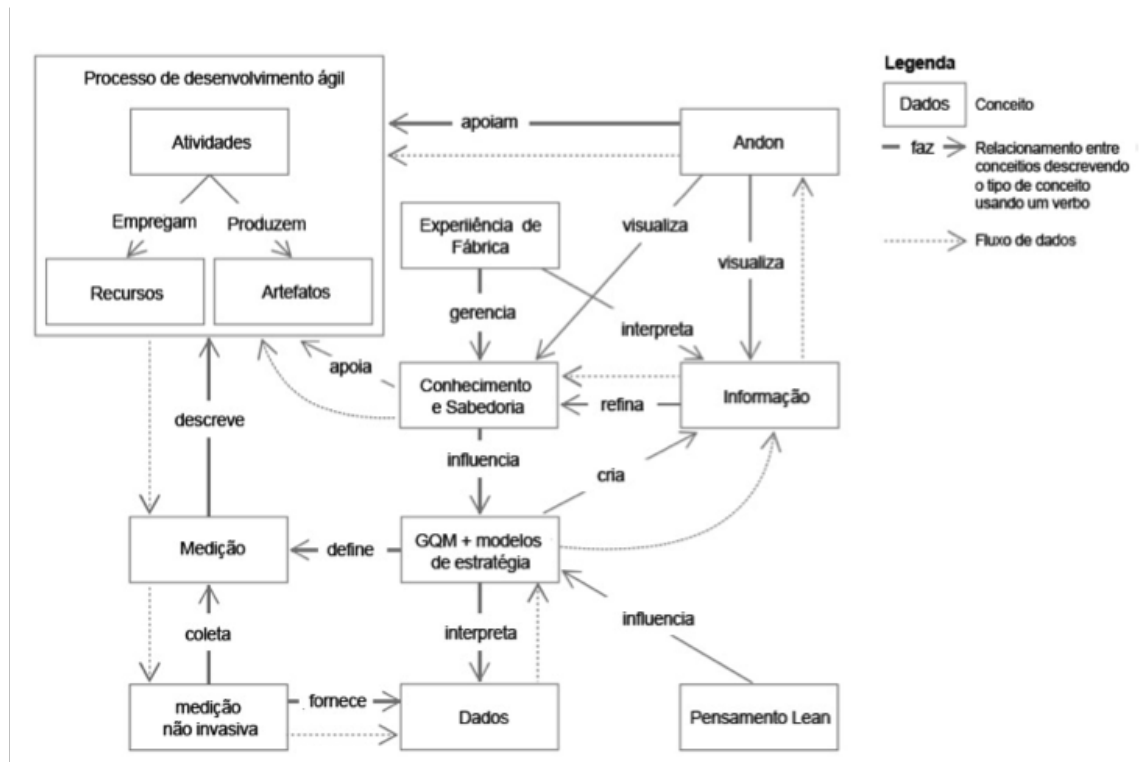 Processo de desenvolvimento ágil
Atividades
Empregam
Produzem
Recursos
Artefatos
apoiam
Andon
Legenda
Dados
Conceito
faz
Relacionamento entre
conceitios descrevendo
o tipo de conceito
usando um verbo
Fluxo de dados
Experiiência de
Fábrica
visualiza
visualiza
gerencia
interpreta
apoia
Conhecimento
e Sabedoria
refina
Informação
descreve
influencia
cria
Medição
define
GQM + modelos
de estratégia
coleta
interpreta
influencia
medição
não invasiva
fornece
Dados
Pensamento Lean